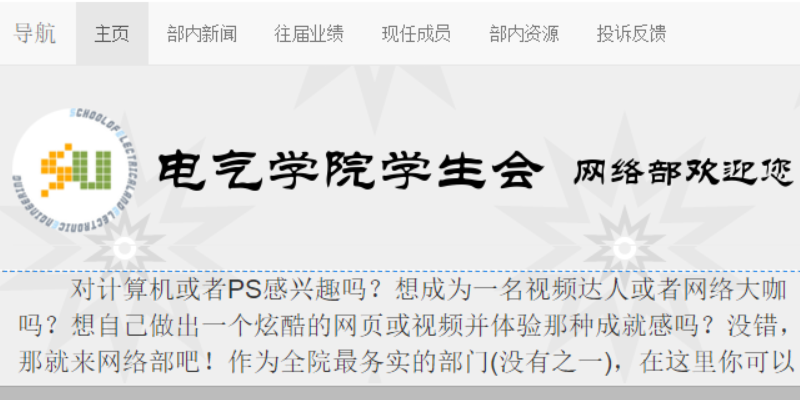 导航 主页 部内新闻 往届业绩 现任成员 部内资源 投诉反馈
SCHOOL OF ELECTRICAL AND ELECTRONIC ENGINEERING
SU
电气学院学生会 网络部欢迎您
对计算机或者PS感兴趣吗？想成为一名视频达人或者网络大咖
吗？想自己做出一个炫酷的网页或视频并体验那种成就感吗？没错，
那就来网络部吧！作为全院最务实的部门(没有之一)，在这里你可以